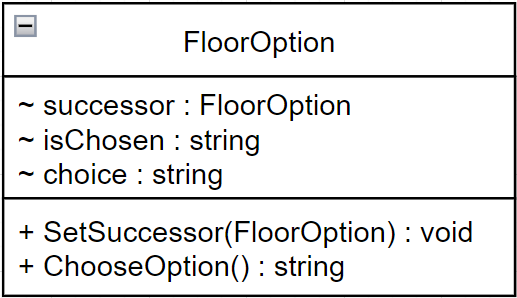 FloorOption
~ successor : FloorOption
~ isChosen : string
~ choice : string
+ SetSuccessor(FloorOption) : void
+ ChooseOption() : string